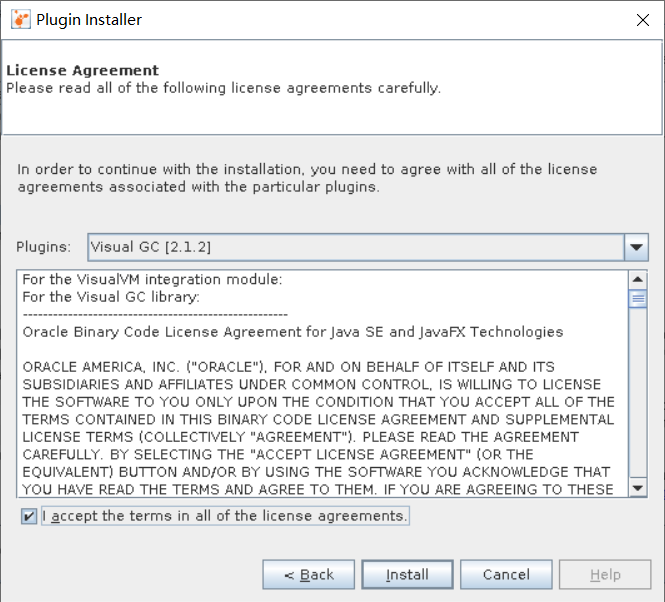 Plugin Installer
License Agreement
Please read all of the following license agreements carefully.
In order to continue with the installation, you need to agree with all of the license
agreements associated with the particular plugins.
Plugins: Visual GC [2.1.2]
For the VisualVM integration module:
For the Visual GC library:
-----------------------------------------------------
Oracle Binary Code License Agreement for Java SE and JavaFX Technologies
ORACLE AMERICA, INC. ("ORACLE"), FOR AND ON BEHALF OF ITSELF AND ITS
SUBSIDIARIES AND AFFILIATES UNDER COMMON CONTROL, IS WILLING TO LICENSE
THE SOFTWARE TO YOU ONLY UPON THE CONDITION THAT YOU ACCEPT ALL OF THE
TERMS CONTAINED IN THIS BINARY CODE LICENSE AGREEMENT AND SUPPLEMENTAL
LICENSE TERMS (COLLECTIVELY "AGREEMENT"). PLEASE READ THE AGREEMENT
CAREFULLY. BY SELECTING THE "ACCEPT LICENSE AGREEMENT" (OR THE
EQUIVALENT) BUTTON AND/OR BY USING THE SOFTWARE YOU ACKNOWLEDGE THAT
YOU HAVE READ THE TERMS AND AGREE TO THEM. IF YOU ARE AGREEING TO THESE
I accept the terms in all of the license agreements.
< Back Install Cancel Help